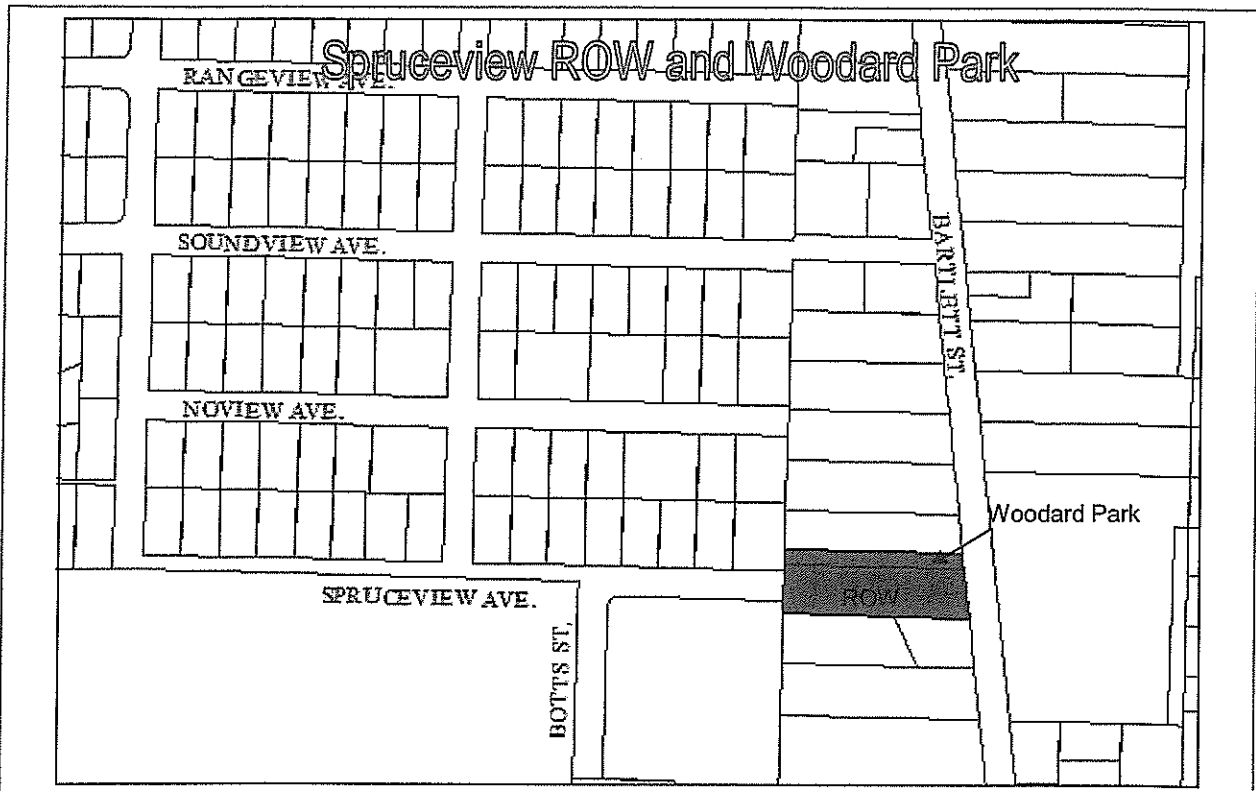 Spruceview ROW and Woodard Park
RANGEVIEW AVE.
SOUNDVIEW AVE.
BARTLETT ST.
NOVIEW AVE.
Woodard Park
ROW
SPRUCEVIEW AVE.
BOTTS ST.